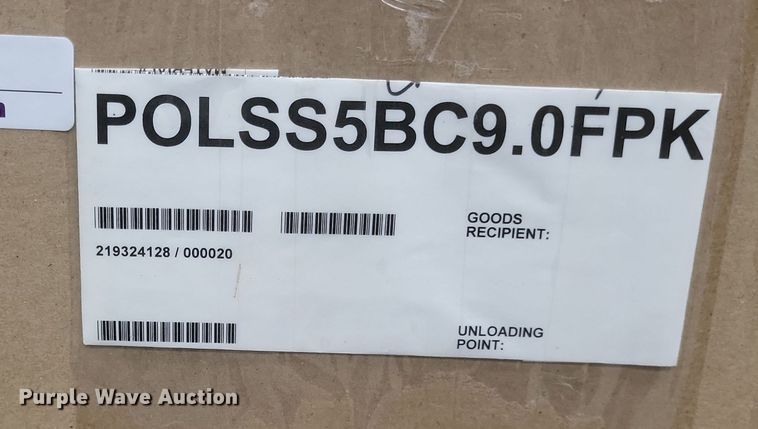 POLSS5BC9.0FPK
GOODS
RECIPIENT:
219324128 / 000020
UNLOADING
POINT:
Purple Wave Auction